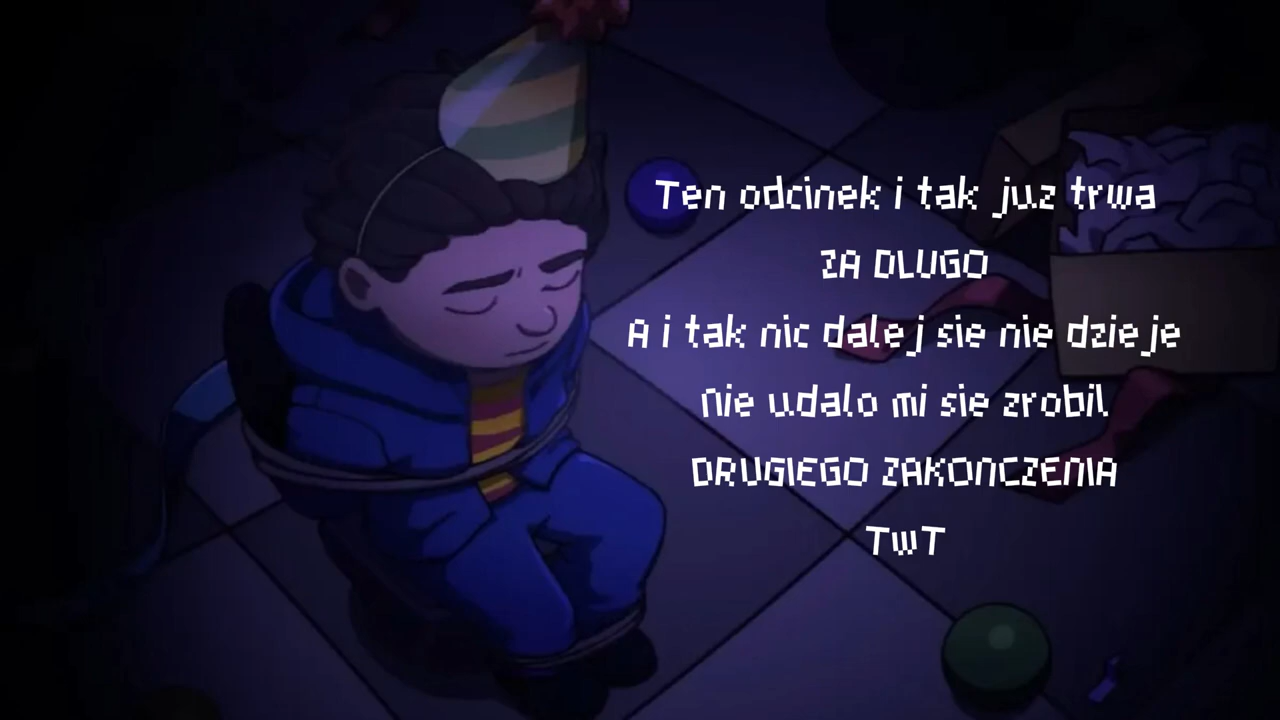 Ten odcinek i tak juz trwa
ZA DLUGO
A i tak nic dalej sie nie dzieje
Nie udalo mi sie zrobil
DRUGIEGO ZAKONCZENIA
TwT